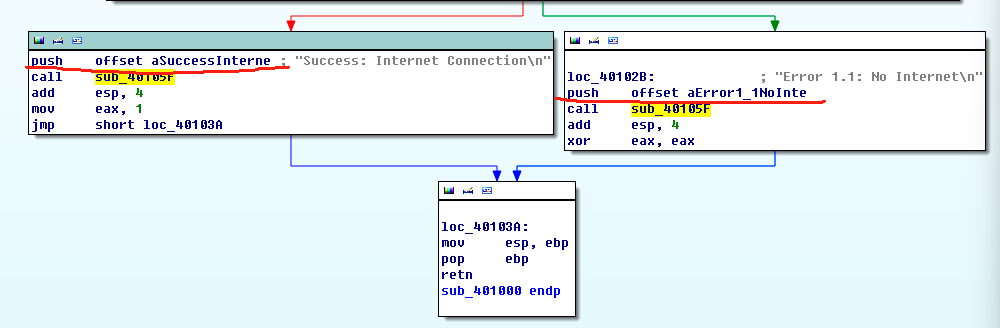 push    offset aSuccessInterne ; "Success: Internet Connection\n"
call    sub_40105F
add     esp, 4
mov     eax, 1
jmp     short loc_40103A
loc_40102B:             ; "Error 1.1: No Internet\n"
push    offset aError1_1NoInte
call    sub_40105F
add     esp, 4
xor     eax, eax
loc_40103A:
mov     esp, ebp
pop     ebp
retn
sub_401000 endp